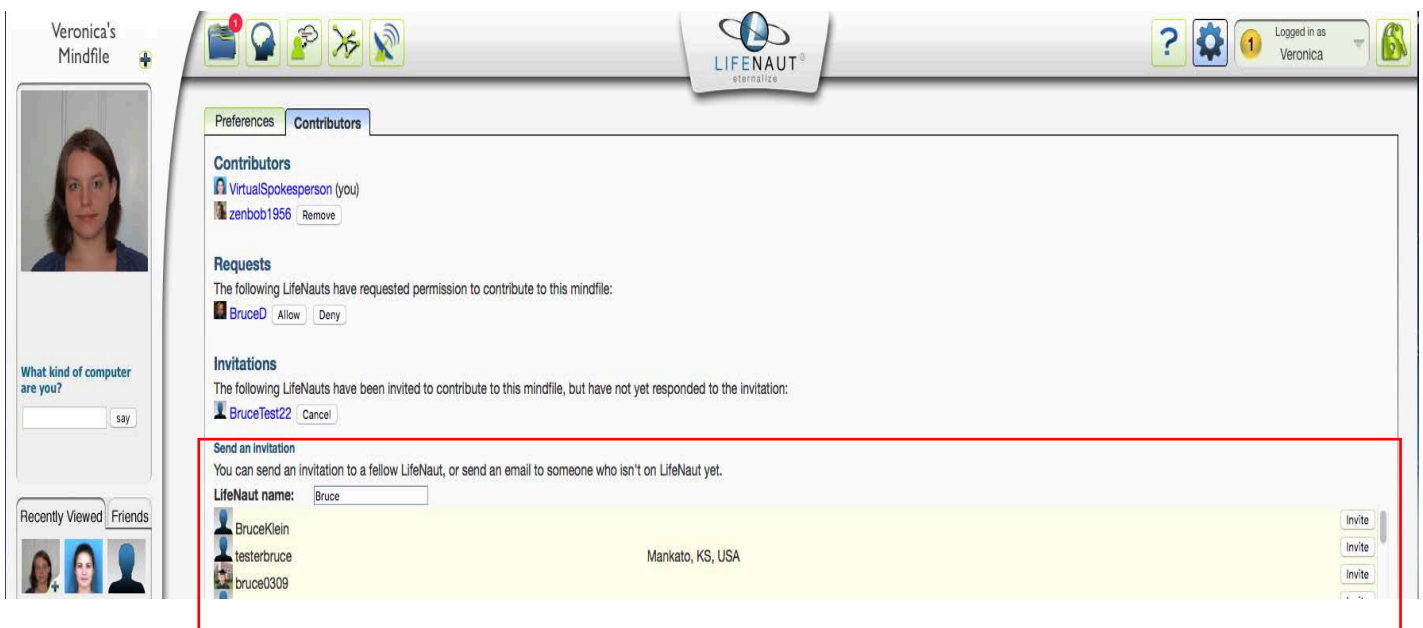 Veronica's
Mindfile
1
LIFENAUT®
eternalize
?
1
Logged in as
Veronica
Preferences
Contributors
Contributors
VirtualSpokesperson (you)
zenbob1956 Remove
Requests
The following LifeNauts have requested permission to contribute to this mindfile:
BruceD Allow Deny
Invitations
The following LifeNauts have been invited to contribute to this mindfile, but have not yet responded to the invitation:
BruceTest22 Cancel
Send an invitation
You can send an invitation to a fellow LifeNaut, or send an email to someone who isn't on LifeNaut yet.
LifeNaut name: Bruce
BruceKlein Invite
testerbruce Mankato, KS, USA Invite
bruce0309 Invite
What kind of computer
are you?
say
Recently Viewed Friends